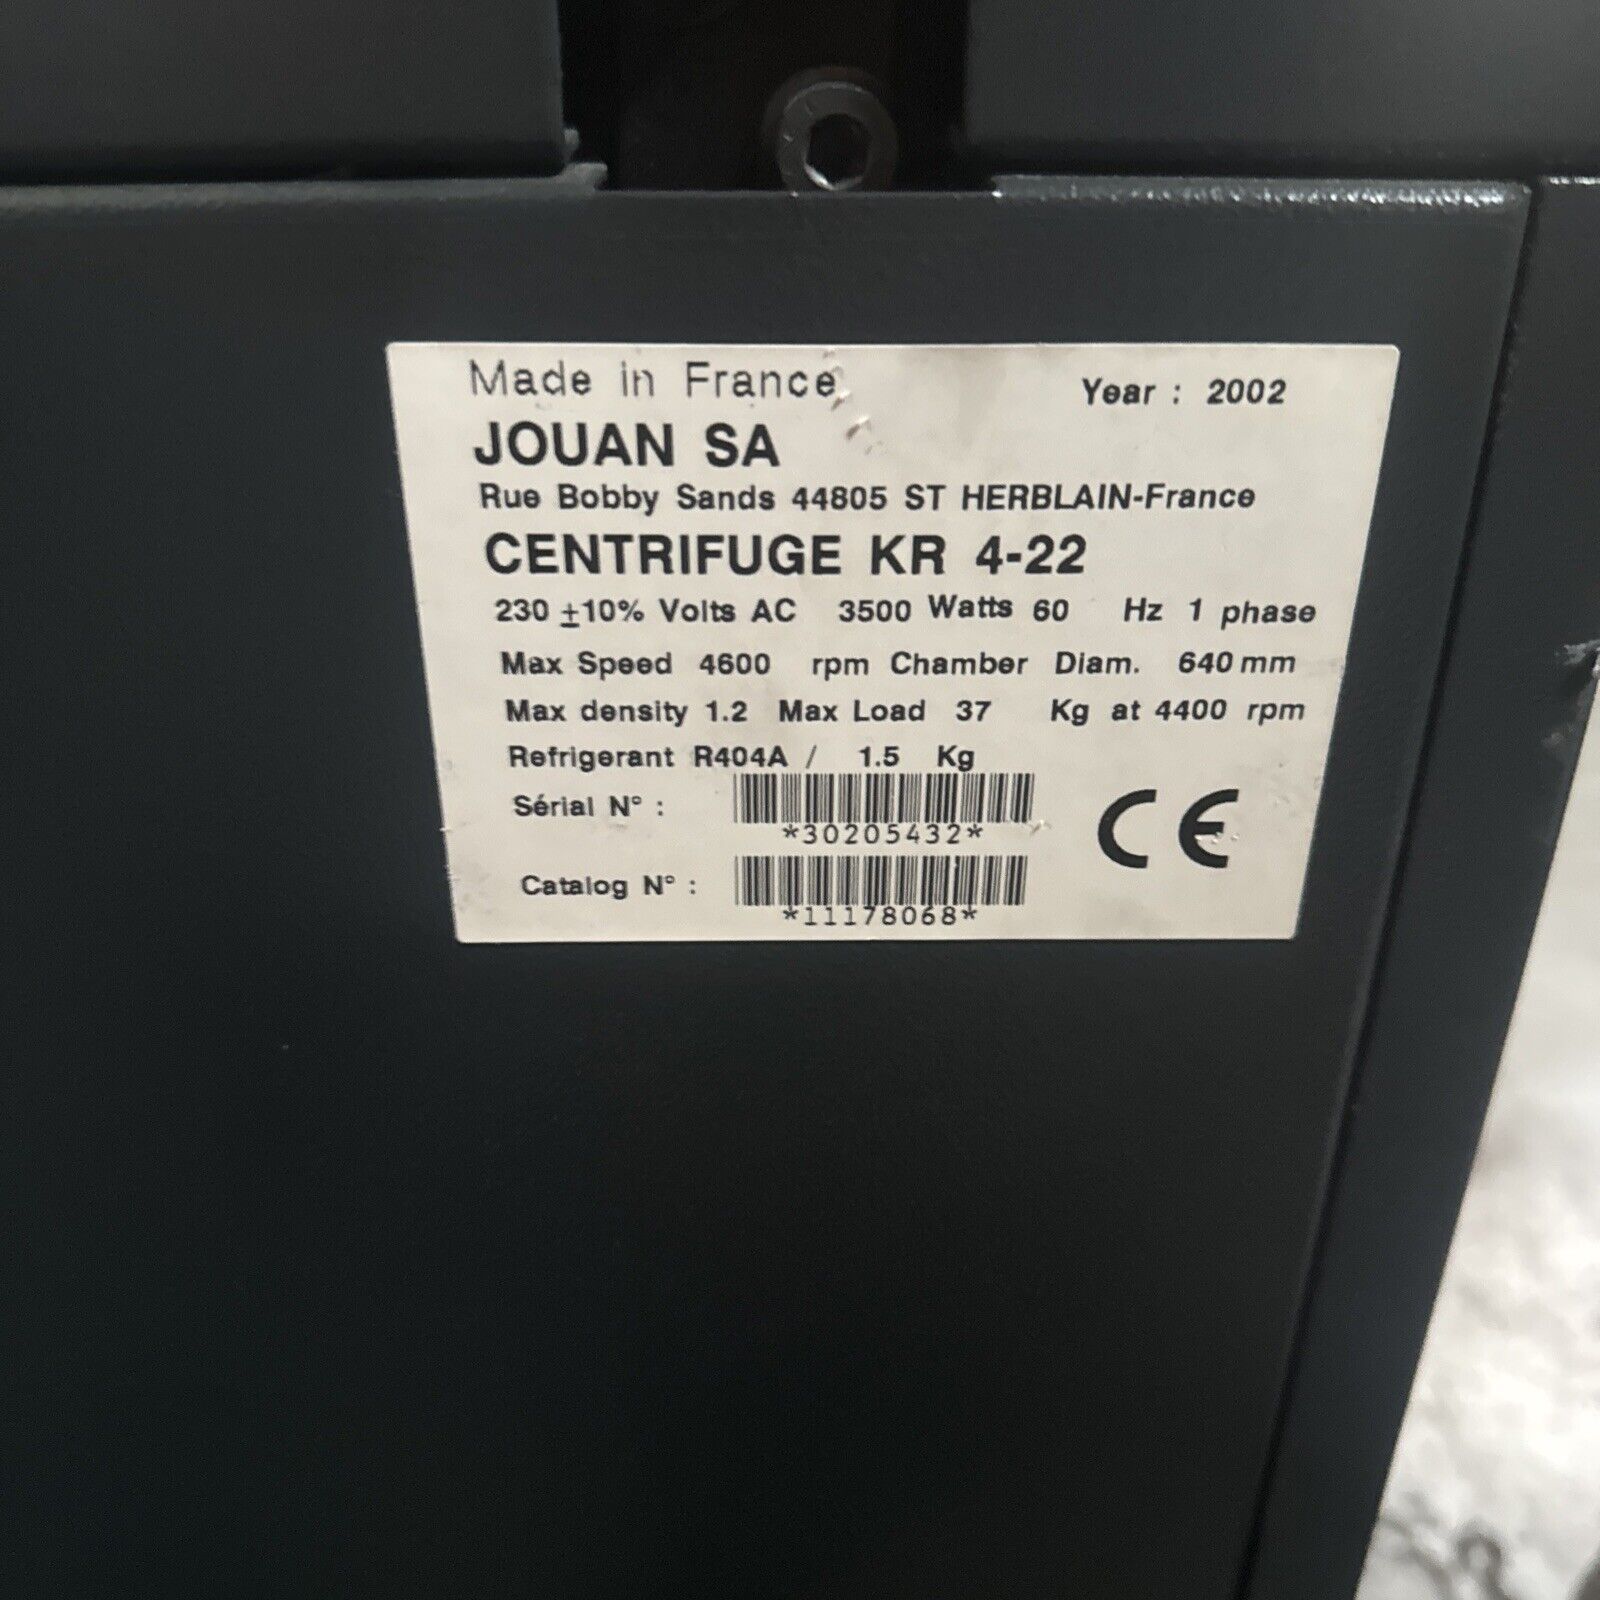 Made in France
Year : 2002
JOUAN SA
Rue Bobby Sands 44805 ST HERBLAIN-France
CENTRIFUGE KR 4-22
230 ±10% Volts AC 3500 Watts 60 Hz 1 phase
Max Speed 4600 rpm Chamber Diam. 640 mm
Max density 1.2 Max Load 37 Kg at 4400 rpm
Refrigerant R404A / 1.5 Kg
Sérial N° :
*30205432*
Catalog N° :
*11178068*
CE